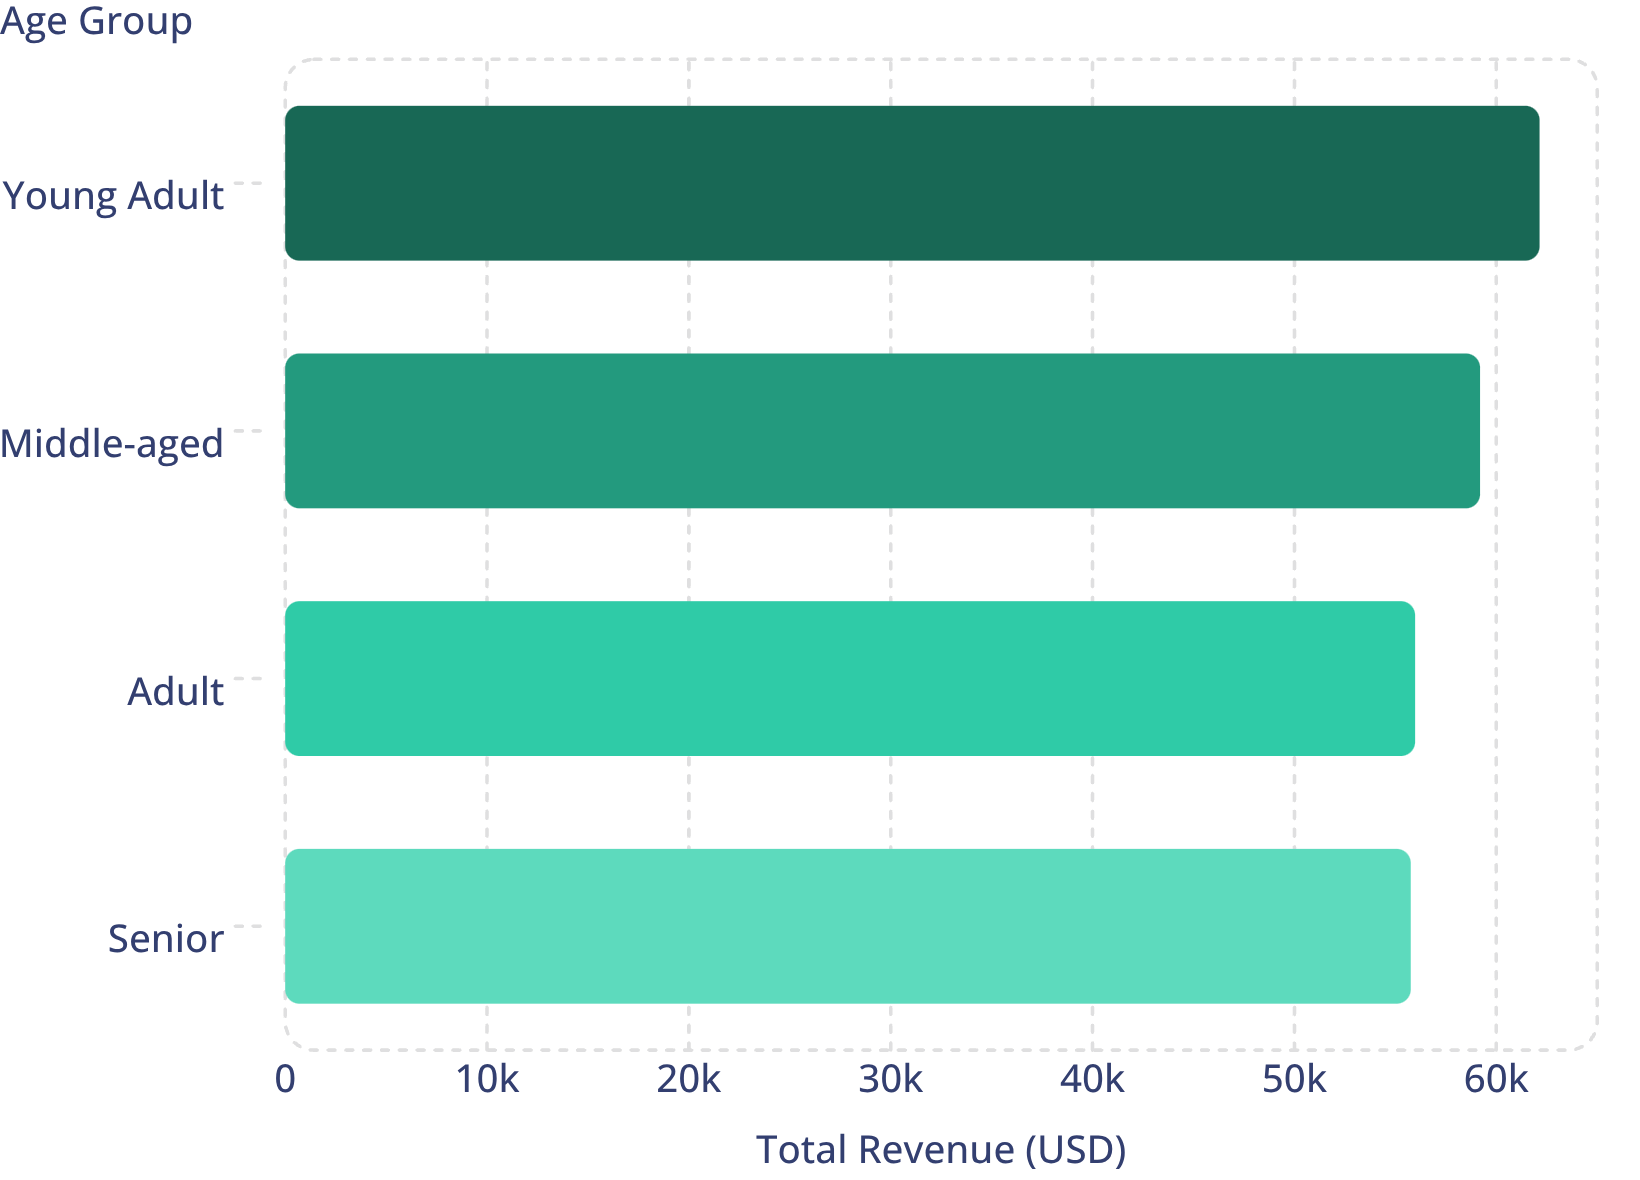 Age Group
Young Adult
Middle-aged
Adult
Senior
0 10k 20k 30k 40k 50k 60k
Total Revenue (USD)